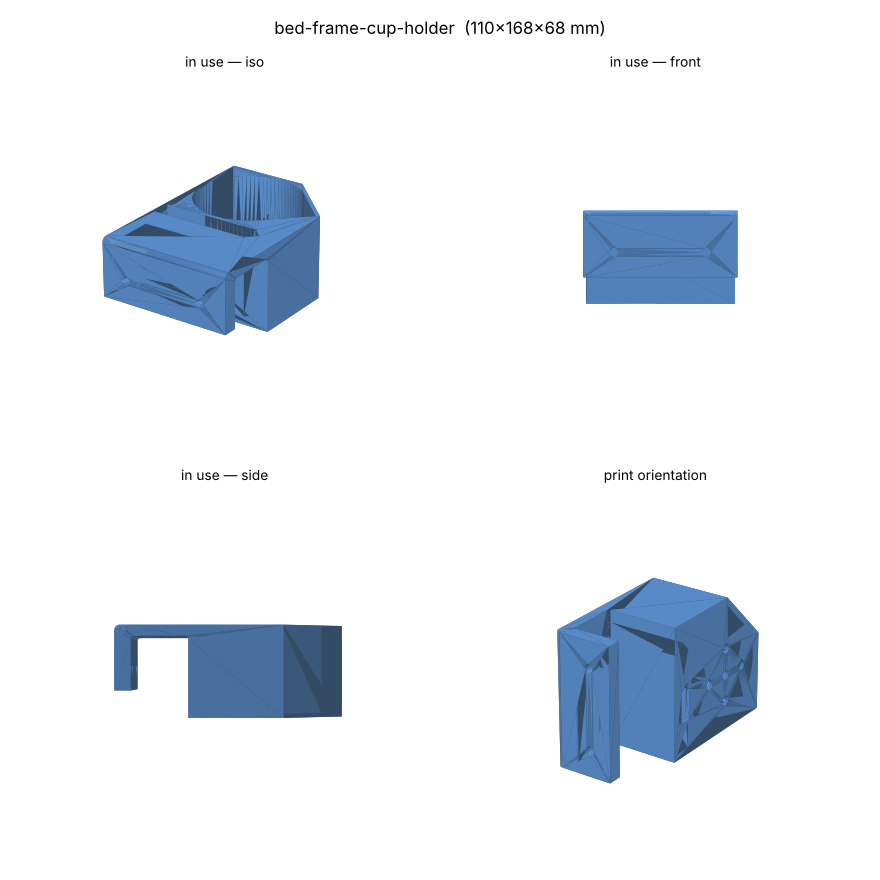 bed-frame-cup-holder (110×168×68 mm)
in use — iso
in use — front
in use — side
print orientation